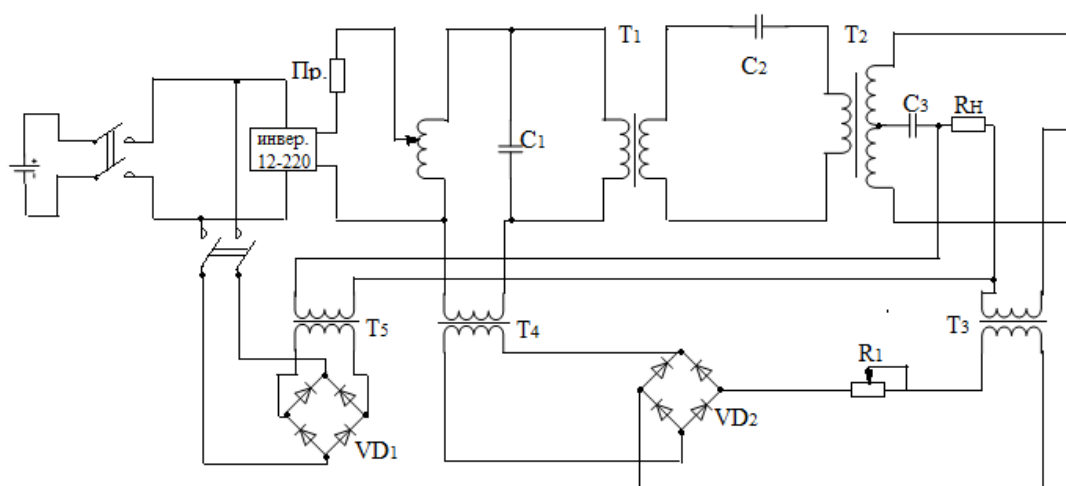 Пр.
инвер.
12-220
C1
T1
C2
T2
C3
Rн
T5
T4
T3
R1
VD1
VD2